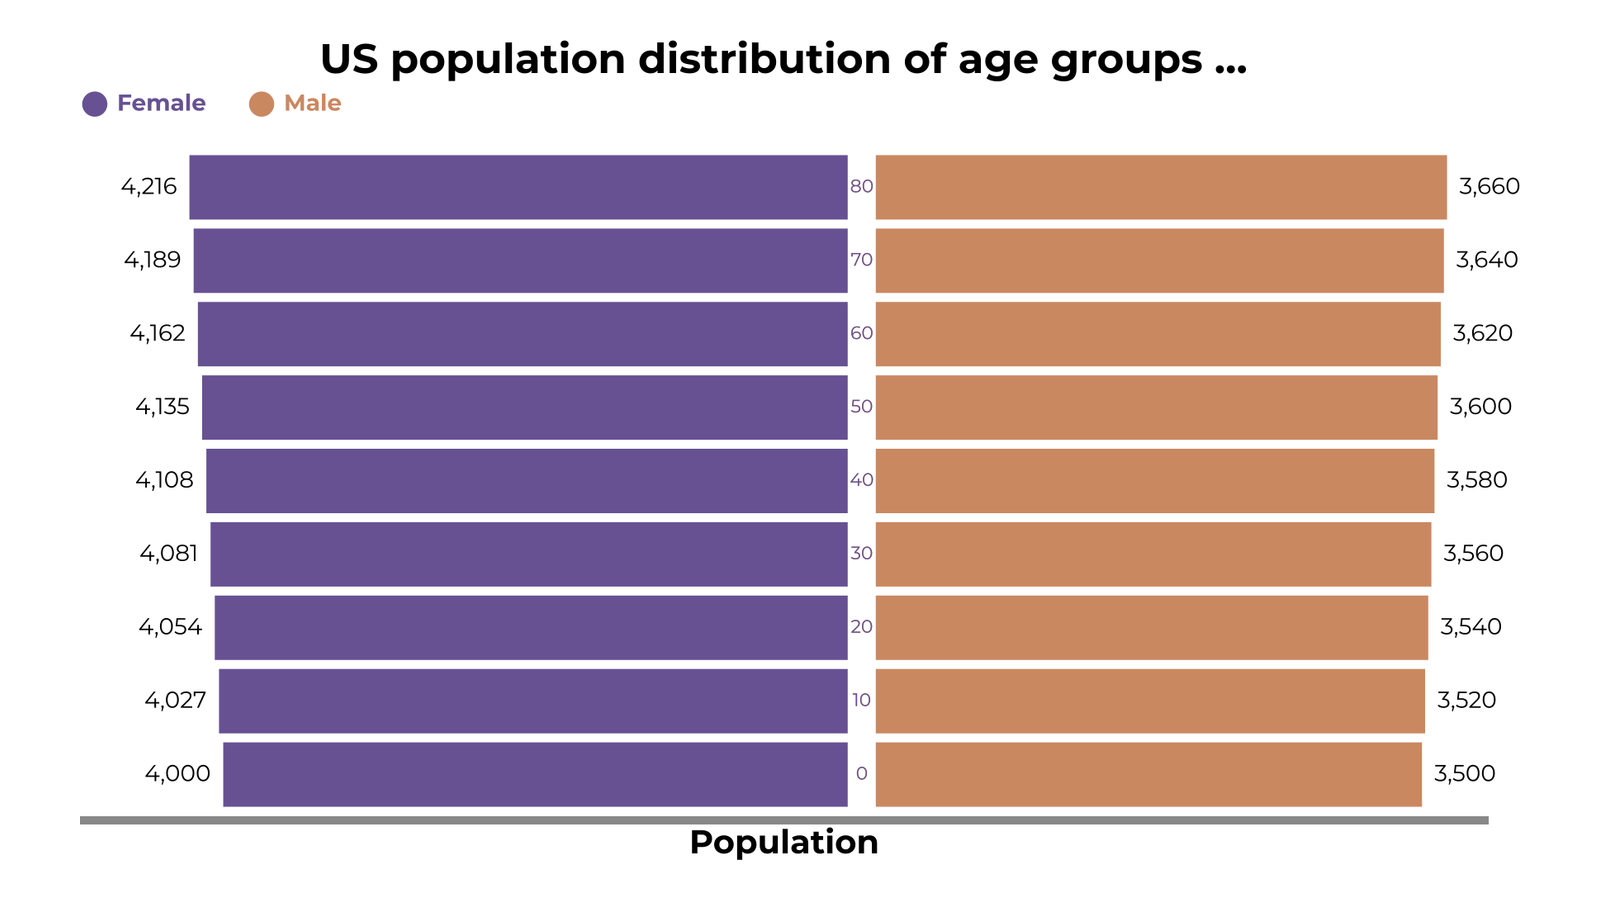 US population distribution of age groups ...
Female Male
4,216 80 3,660
4,189 70 3,640
4,162 60 3,620
4,135 50 3,600
4,108 40 3,580
4,081 30 3,560
4,054 20 3,540
4,027 10 3,520
4,000 0 3,500
Population